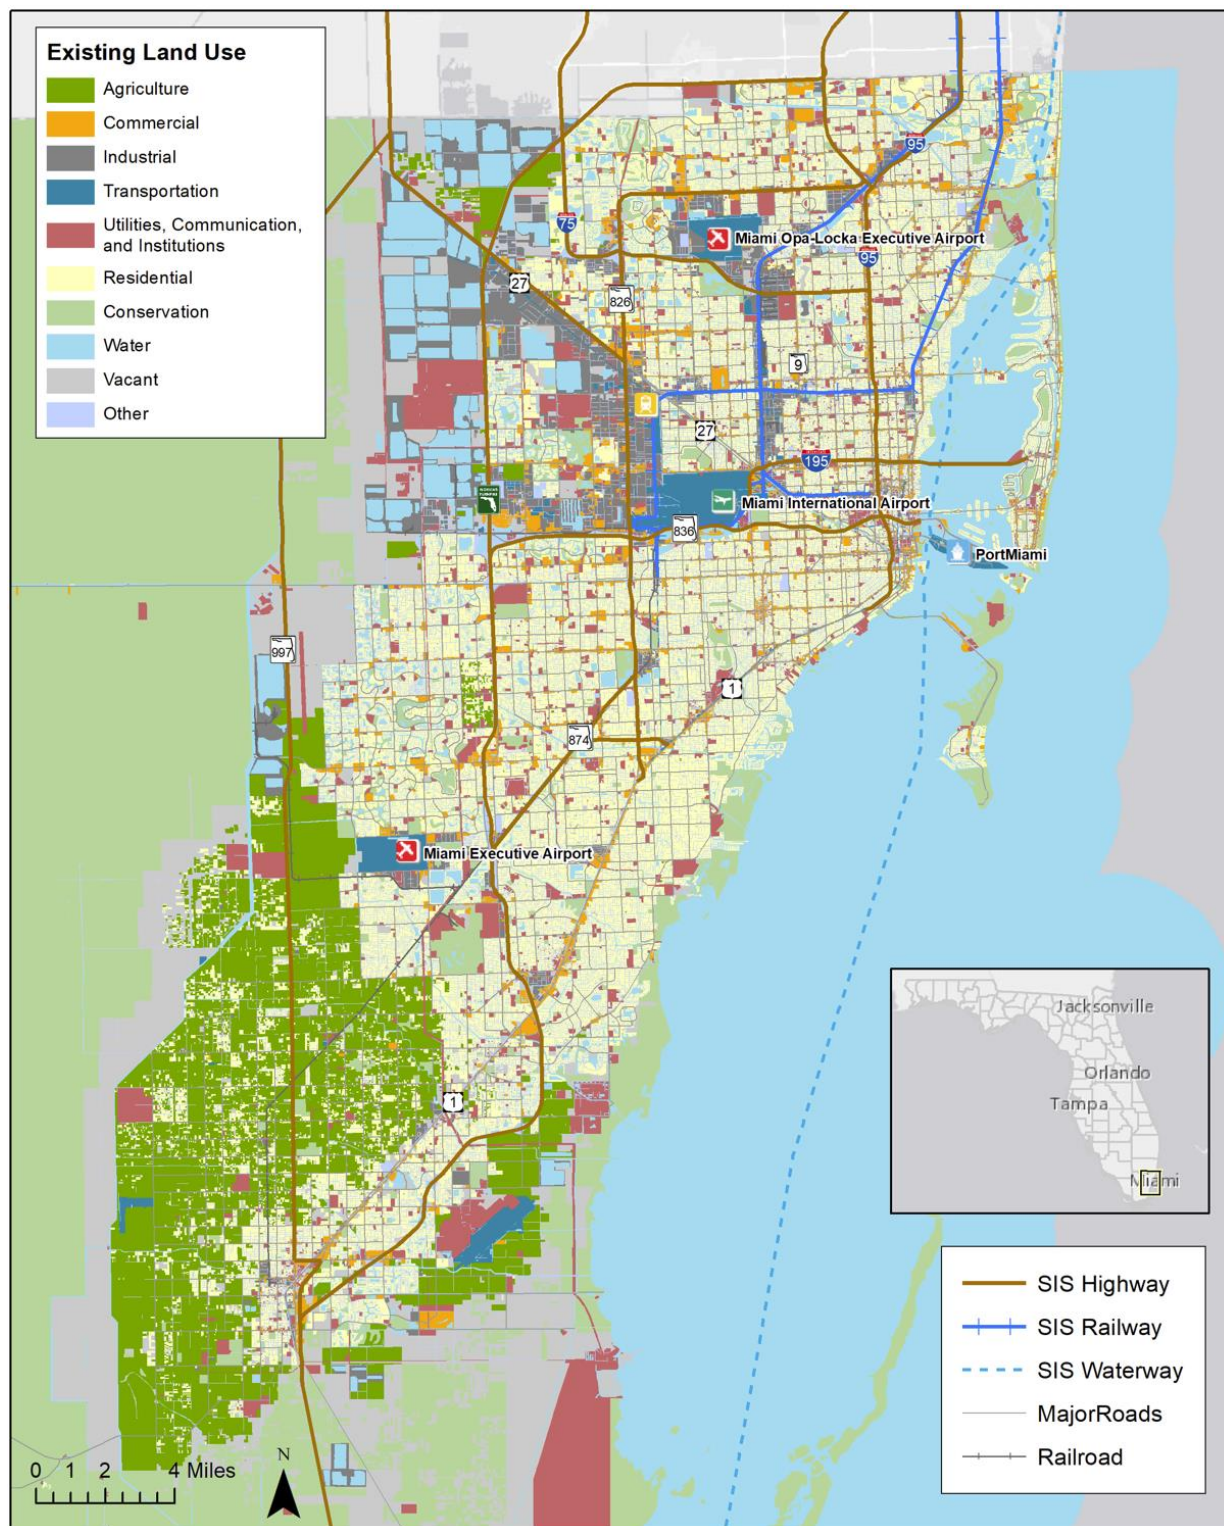 Existing Land Use
Agriculture
Commercial
Industrial
Transportation
Utilities, Communication,
and Institutions
Residential
Conservation
Water
Vacant
Other
95
75
Miami Opa-Locka Executive Airport
95
27
826
9
27
195
Miami International Airport
836
PortMiami
997
1
874
Miami Executive Airport
1
Jacksonville
Orlando
Tampa
Miami
SIS Highway
SIS Railway
SIS Waterway
MajorRoads
Railroad
N
0 1 2 4 Miles